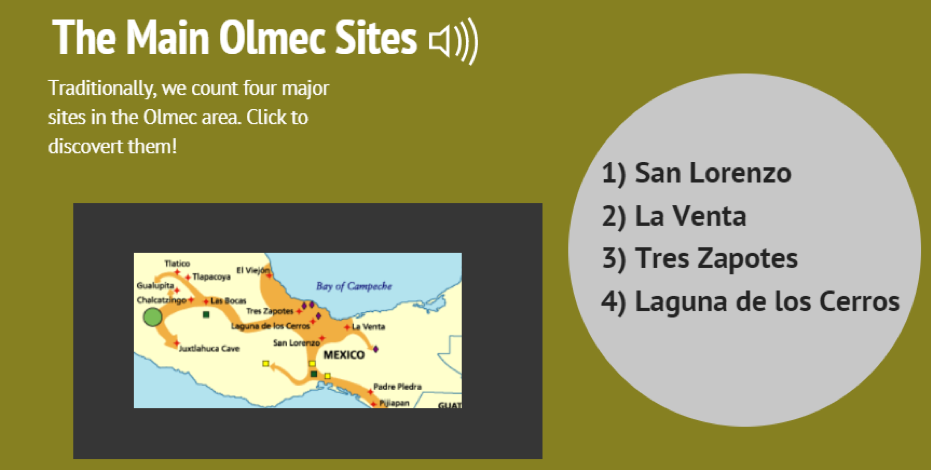 The Main Olmec Sites
Traditionally, we count four major
sites in the Olmec area. Click to
discovert them!
1) San Lorenzo
2) La Venta
3) Tres Zapotes
4) Laguna de los Cerros
Tlatico
Tlapacoya
El Viejón
Gualupita
Bay of Campeche
Chalcatzingo
Las Bocas
Tres Zapotes
Laguna de los Cerros
La Venta
San Lorenzo
Juxtlahuca Cave
MEXICO
Padre Piedra
Pijiapan
GUAT